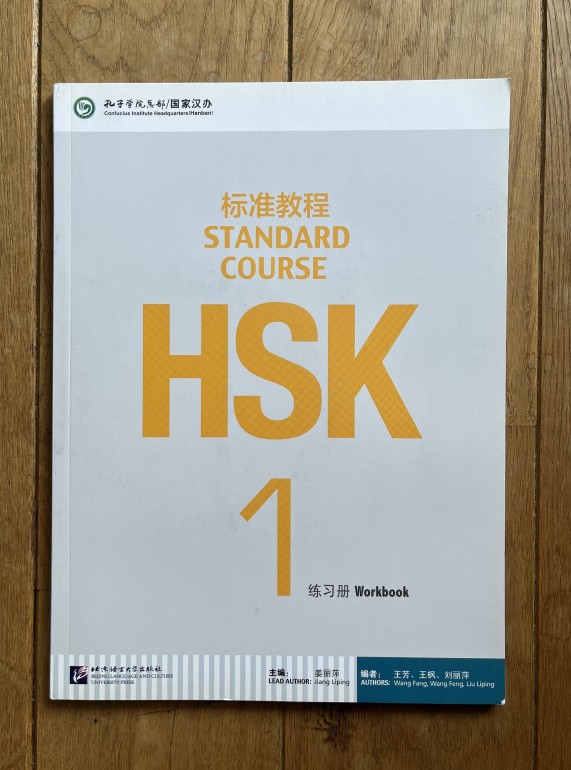 孔子学院总部/国家汉办
Confucius Institute Headquarters(Hanban)
标准教程
STANDARD
COURSE
HSK
1
练习册 Workbook
北京语言大学出版社
BEIJING LANGUAGE AND CULTURE
UNIVERSITY PRESS
主编: 姜丽萍
LEAD AUTHOR: Jiang Liping
编者: 王芳、王枫、刘丽萍
AUTHORS: Wang Fang, Wang Feng, Liu Liping